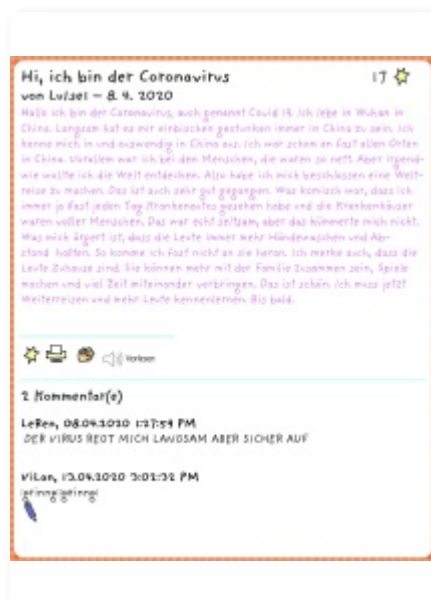 Hi, ich bin der Coronavirus 17
von LuIsel – 8. 4. 2020
Hallo ich bin der Coronavirus, auch genannt Covid 19. Ich lebe in Wuhan in
China. Langsam hat es mir einbischen gestunken immer in China zu sein. Ich
kenne mich in und auswendig in China aus. Ich war schon an fast allen Orten
in China. Vorallem war ich bei den Menschen, die waren so nett. Aber irgend-
wie wollte ich die Welt entdecken. Also habe ich mich beschlossen eine Welt-
reise zu machen. Das ist auch sehr gut gegangen. Was komisch war, dass ich
immer ja fast jeden Tag Krankenautos gesehen habe und die Krankenhäuser
waren voller Menschen. Das war echt seltsam, aber das kümmerte mich nicht.
Was mich ärgert ist, dass die Leute immer mehr Händewaschen und Ab-
stand halten. So komme ich fast nicht an sie heran. Ich merke auch, dass die
Leute Zuhause sind. Sie können mehr mit der Familie zusammen sein, Spiele
machen und viel Zeit miteinander verbringen. Das ist schön. Ich muss jetzt
Weiterreisen und mehr Leute kennenlernen. Bis bald.
Vorlesen
2 Kommentar(e)
LeRen, 08.04.2020 1:27:59 PM
DER VIRUS REGT MICH LANGSAM ABER SICHER AUF
ViLan, 13.04.2020 3:02:32 PM